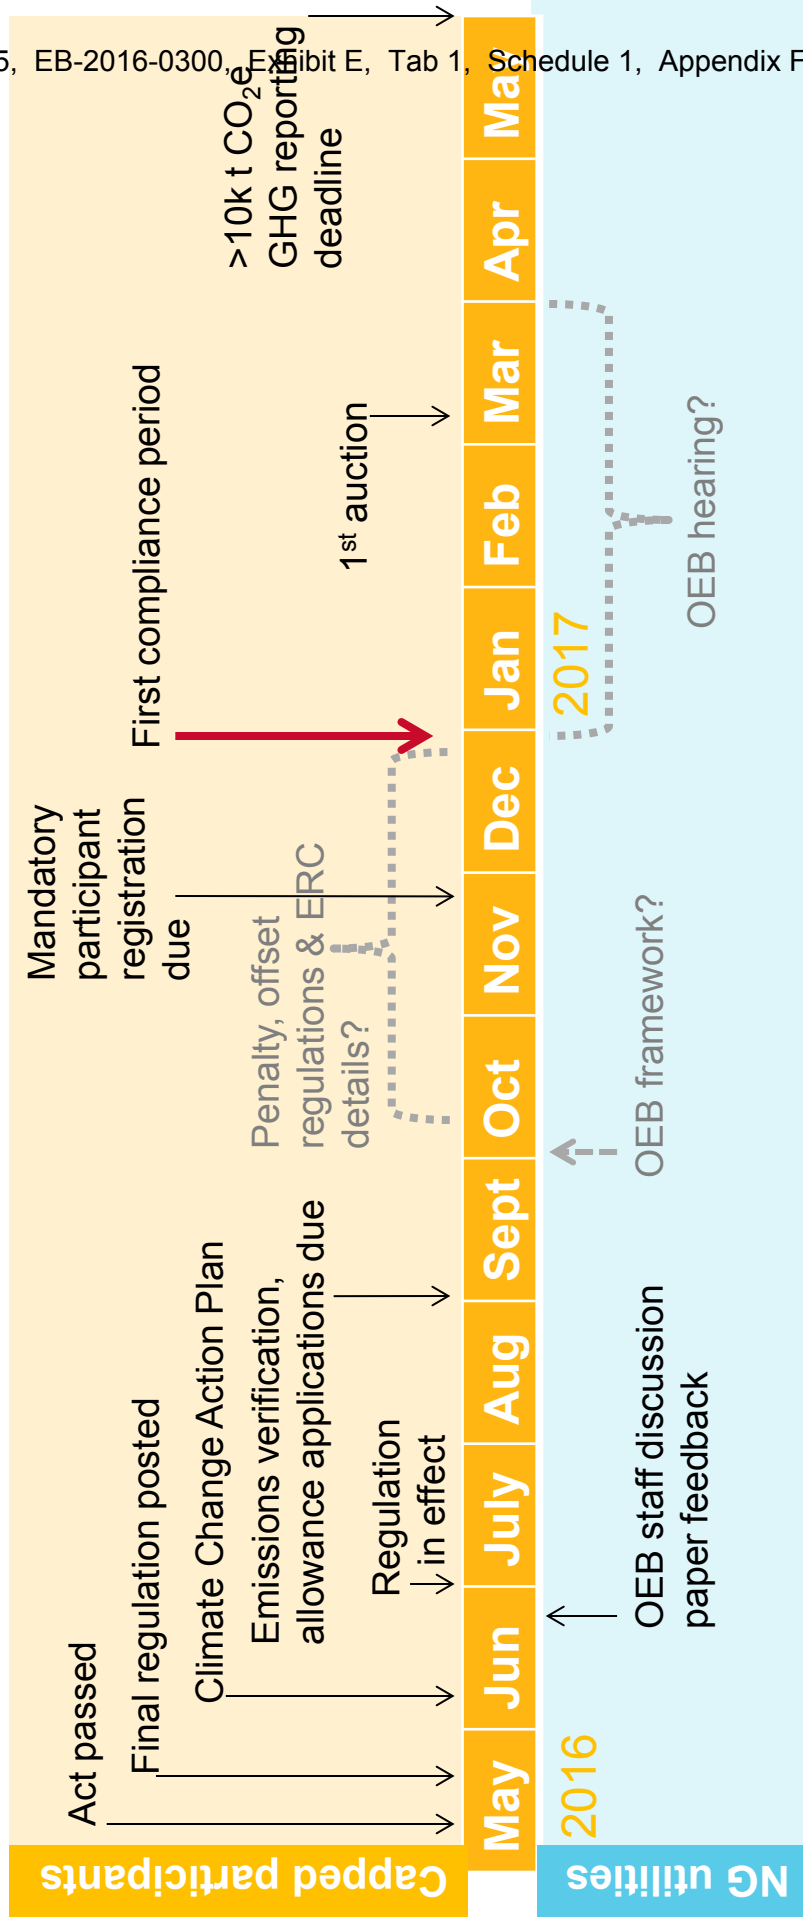 5, EB-2016-0300, Exhibit E, Tab 1, Schedule 1, Appendix F
Capped participants
Act passed
Final regulation posted
Climate Change Action Plan
Emissions verification,
allowance applications due
Regulation
in effect
Mandatory
participant
registration
due
Penalty, offset
regulations & ERC
details?
First compliance period
1st auction
>10k t CO2e
GHG reporting
deadline
May
Jun
July
Aug
Sept
Oct
Nov
Dec
Jan
Feb
Mar
Apr
May
2016
2017
NG utilities
OEB staff discussion
paper feedback
OEB framework?
OEB hearing?